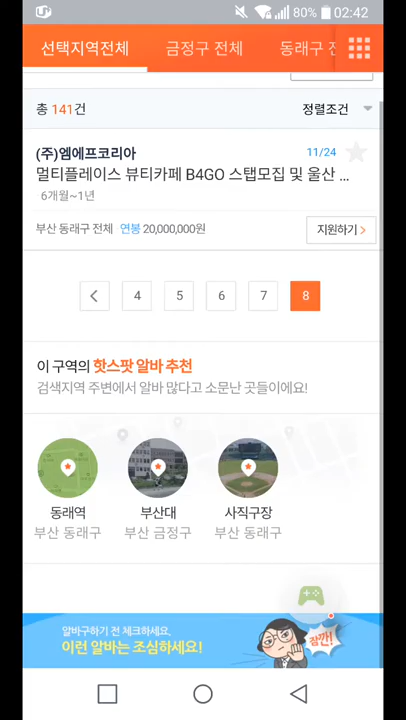 80% 02:42
선택지역전체 금정구 전체 동래구 전
총 141건 정렬조건
(주)엠에프코리아 11/24
멀티플레이스 뷰티카페 B4GO 스탭모집 및 울산 ...
6개월~1년
부산 동래구 전체 연봉 20,000,000원 지원하기 >
4 5 6 7 8
이 구역의 핫스팟 알바 추천
검색지역 주변에서 알바 많다고 소문난 곳들이에요!
동래역 부산대 사직구장
부산 동래구 부산 금정구 부산 동래구
알바구하기 전 체크하세요.
이런 알바는 조심하세요!
잠깐!